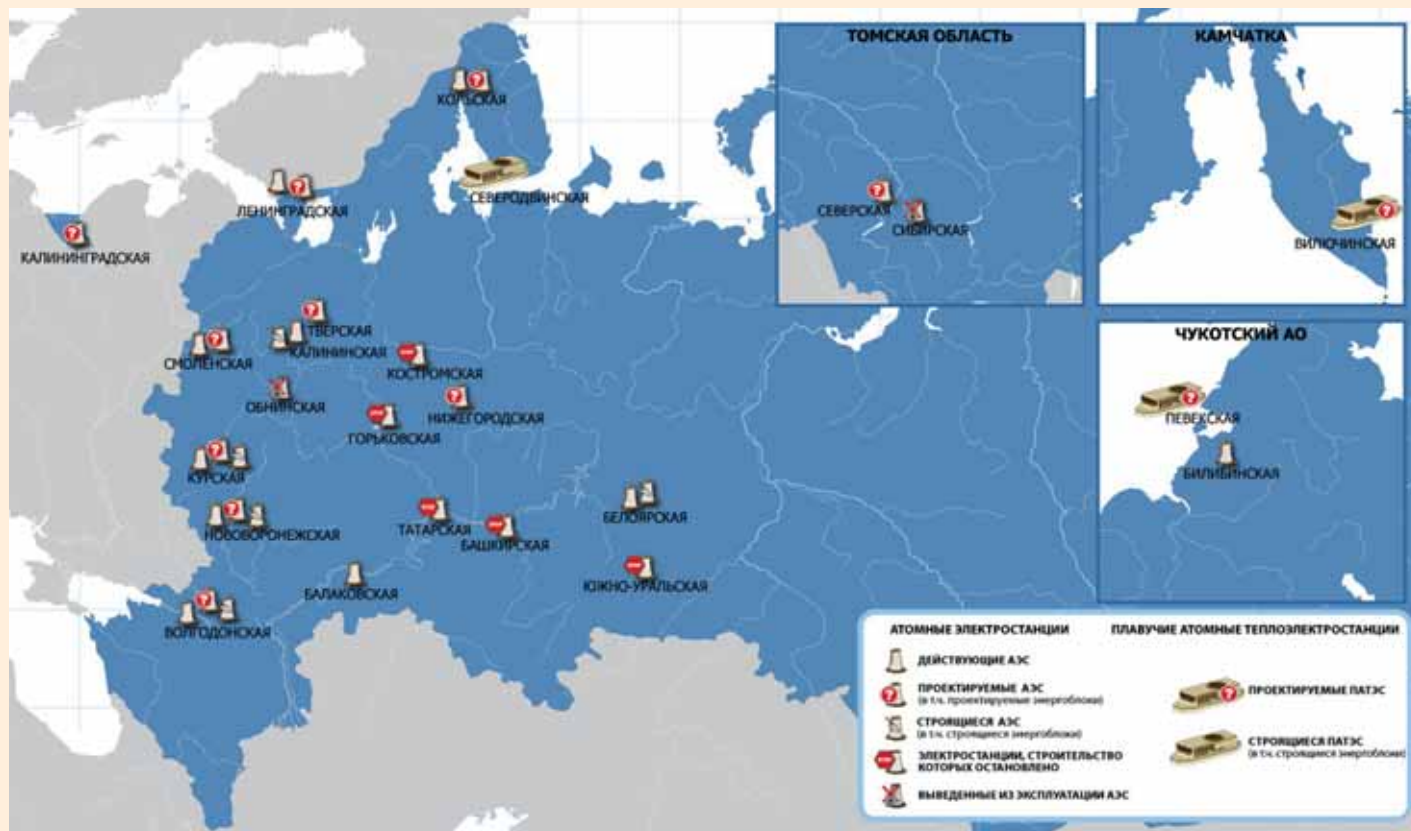 ТОМСКАЯ ОБЛАСТЬ
КАМЧАТКА
КОЛЬСКАЯ
СЕВЕРОДВИНСКАЯ
ЛЕНИНГРАДСКАЯ
КАЛИНИНГРАДСКАЯ
СЕВЕРСКАЯ
СИБИРСКАЯ
ВИЛЮЧИНСКАЯ
ТВЕРСКАЯ
КАЛИНИНСКАЯ
СМОЛЕНСКАЯ
КОСТРОМСКАЯ
ОБНИНСКАЯ
НИЖЕГОРОДСКАЯ
ГОРЬКОВСКАЯ
ЧУКОТСКИЙ АО
ПЕВЕКСКАЯ
БИЛИБИНСКАЯ
КУРСКАЯ
НОВОВОРОНЕЖСКАЯ
ТАТАРСКАЯ
БАШКИРСКАЯ
БЕЛОЯРСКАЯ
ЮЖНО-УРАЛЬСКАЯ
БАЛАКОВСКАЯ
ВОЛГОДОНСКАЯ
АТОМНЫЕ ЭЛЕКТРОСТАНЦИИ
ДЕЙСТВУЮЩИЕ АЭС
ПРОЕКТИРУЕМЫЕ АЭС
(в т.ч. проектируемые энергоблоки)
СТРОЯЩИЕСЯ АЭС
(в т.ч. строящиеся энергоблоки)
ЭЛЕКТРОСТАНЦИИ, СТРОИТЕЛЬСТВО
КОТОРЫХ ОСТАНОВЛЕНО
ВЫВЕДЕННЫЕ ИЗ ЭКСПЛУАТАЦИИ АЭС
ПЛАВУЧИЕ АТОМНЫЕ ТЕПЛОЭЛЕКТРОСТАНЦИИ
ПРОЕКТИРУЕМЫЕ ПАТЭС
СТРОЯЩИЕСЯ ПАТЭС
(в т.ч. строящиеся энергоблоки)